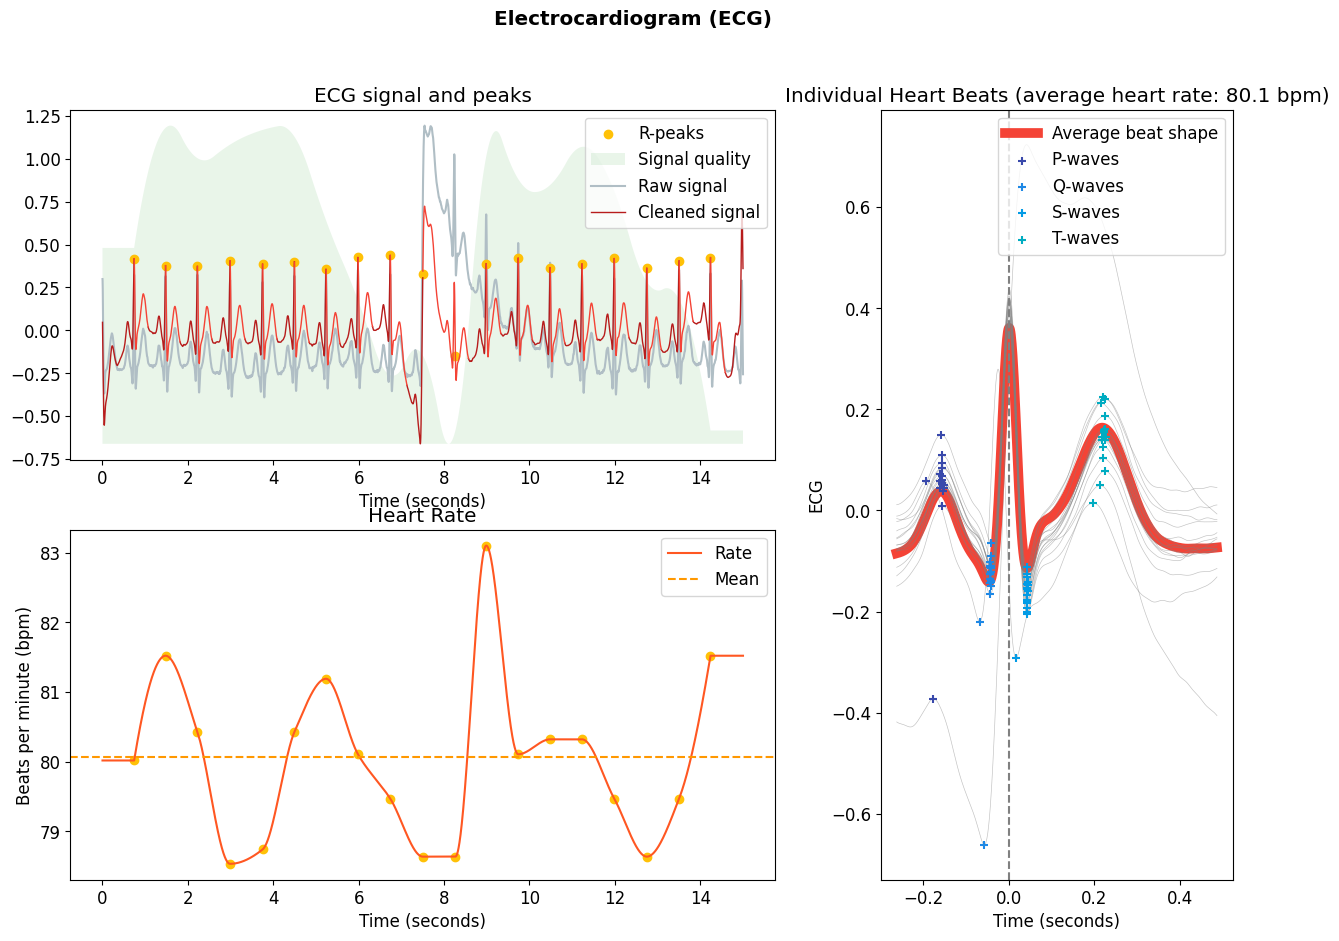 Electrocardiogram (ECG)
ECG signal and peaks
1.25
1.00
0.75
0.50
0.25
0.00
−0.25
−0.50
−0.75
R-peaks
Signal quality
Raw signal
Cleaned signal
0 2 4 6 8 10 12 14
Time (seconds)
Heart Rate
Beats per minute (bpm)
83
82
81
80
79
Rate
Mean
0 2 4 6 8 10 12 14
Time (seconds)
Individual Heart Beats (average heart rate: 80.1 bpm)
Average beat shape
P-waves
Q-waves
S-waves
T-waves
ECG
0.6
0.4
0.2
0.0
−0.2
−0.4
−0.6
−0.2 0.0 0.2 0.4
Time (seconds)